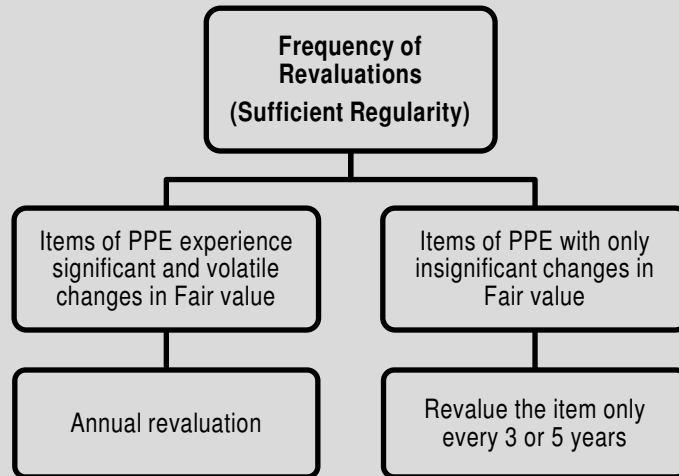 Frequency of
Revaluations
(Sufficient Regularity)
Items of PPE experience
significant and volatile
changes in Fair value
Items of PPE with only
insignificant changes in
Fair value
Annual revaluation
Revalue the item only
every 3 or 5 years